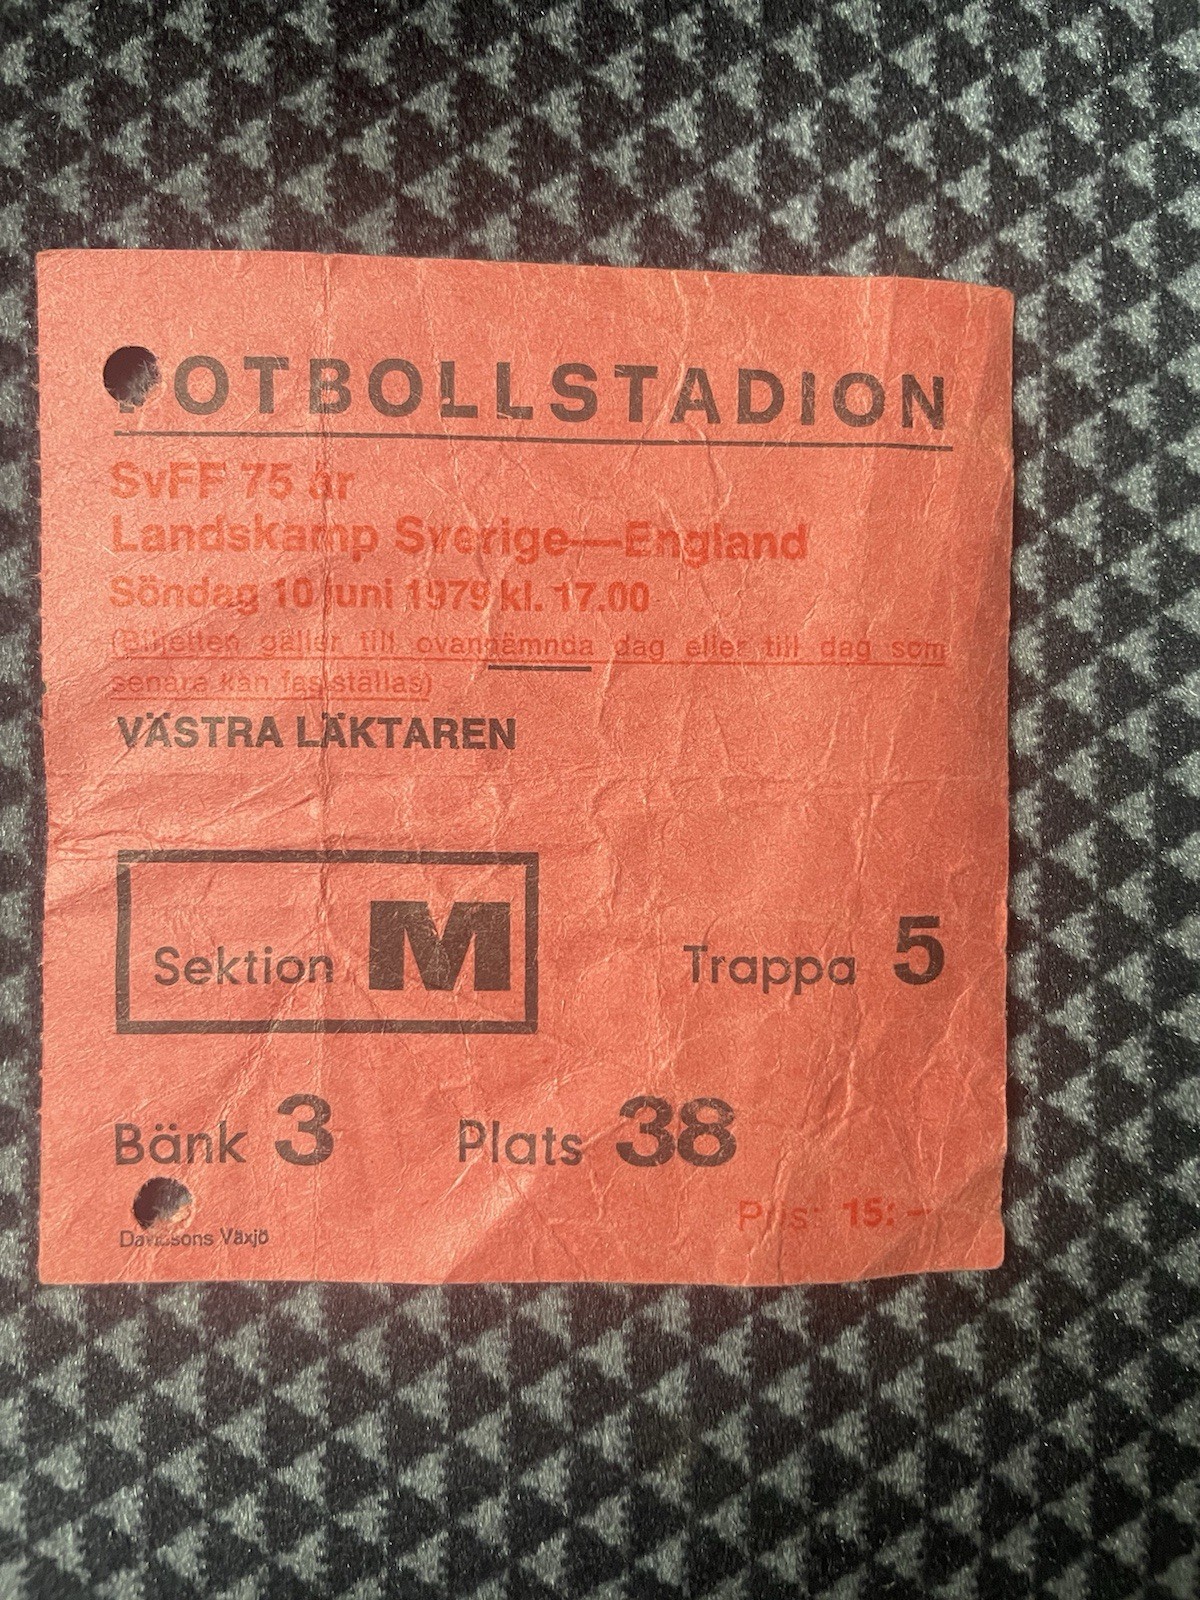 FOTBOLLSTADION
SvFF 75 år
Landskamp Sverige—England
Söndag 10 juni 1979 kl. 17.00
(Biljetten gäller till ovannämnda dag eller till dag som
senare kan fastställas)
VÄSTRA LÄKTAREN
Sektion M Trappa 5
Bänk 3 Plats 38
Pris: 15:-
Davidsons Växjö